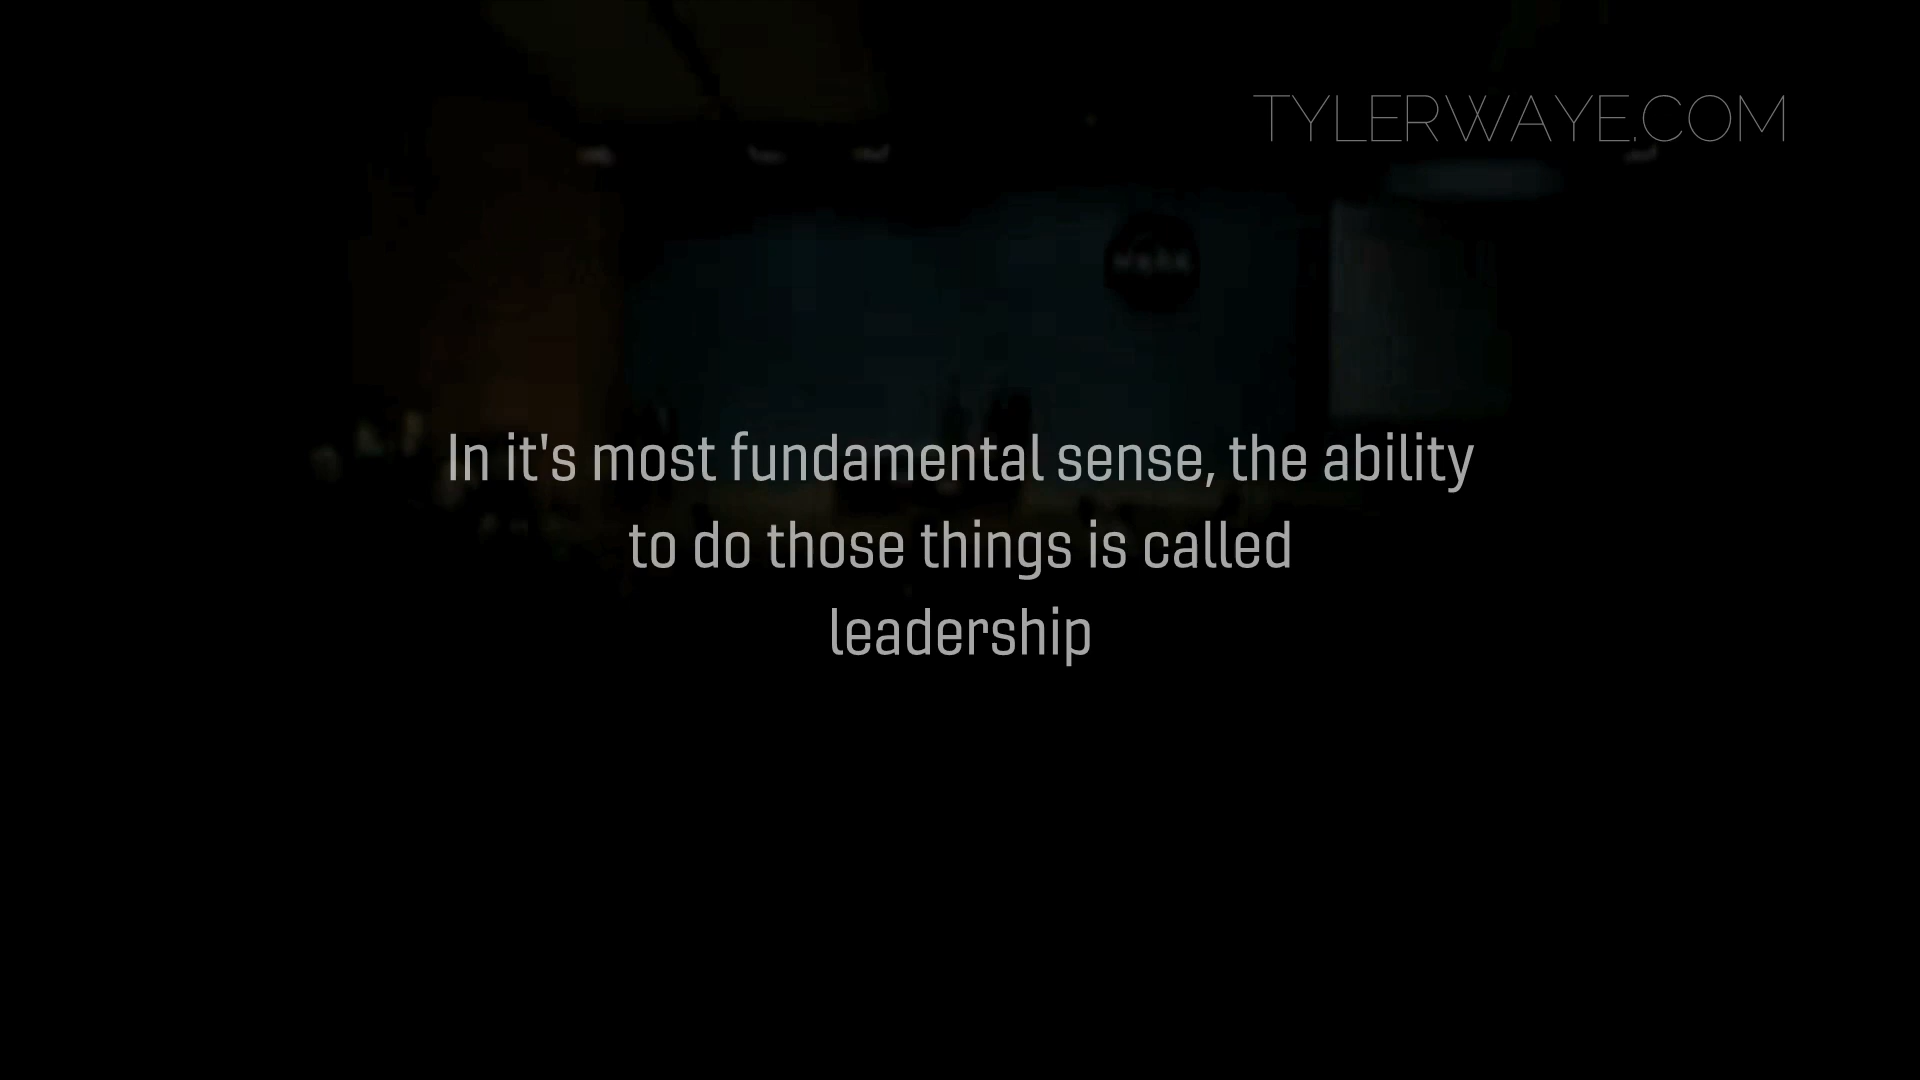 TYLERWAYE.COM
In it's most fundamental sense, the ability
to do those things is called
leadership